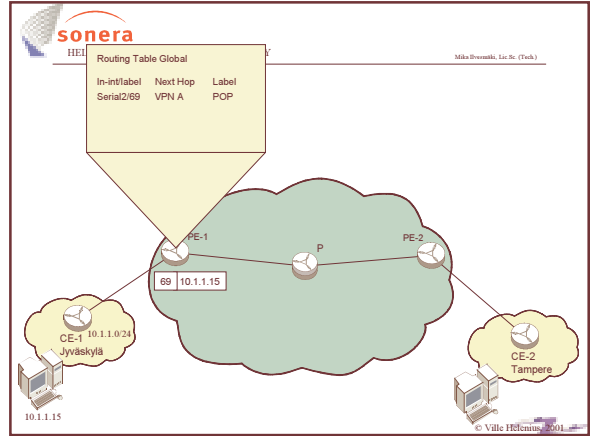 sonera
HEL Y
Mika Ilvesmäki, Lic.Sc. (Tech.)
Routing Table Global
In-int/label Next Hop Label
Serial2/69 VPN A POP
PE-1
P
PE-2
69 10.1.1.15
CE-1 10.1.1.0/24
Jyväskylä
CE-2
Tampere
10.1.1.15
© Ville Helenius, 2001